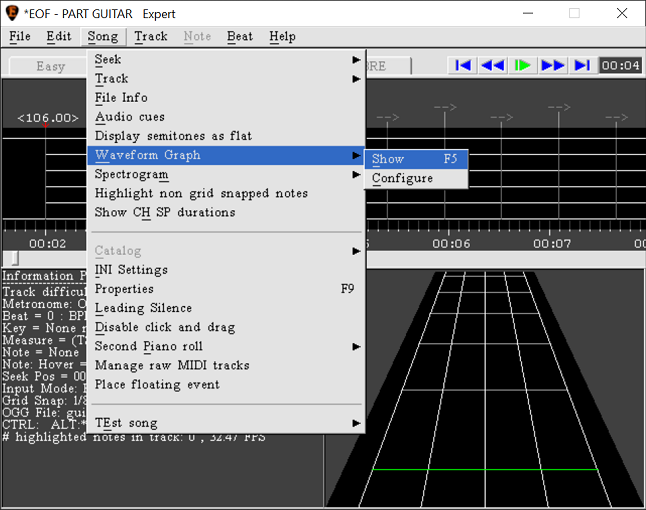 *EOF - PART GUITAR   Expert
File Edit Song Track Note Beat Help
Easy
BRE
00:04
Seek
Track
File Info
Audio cues
Display semitones as flat
Waveform Graph
Show F5
Configure
Spectrogram
Highlight non grid snapped notes
Show CH SP durations
Catalog
INI Settings
Properties F9
Leading Silence
Disable click and drag
Second Piano roll
Manage raw MIDI tracks
Place floating event
TEst song
<106.00> --> --> -->
00:02 00:06 00:07
Information P
Track difficu
Metronome: O
Beat = 0 : BP
Key = None
Measure = (T
Note = None
Note: Hover =
Seek Pos = 00
Input Mode:
Grid Snap: 1/
OGG File: gui
CTRL: ALT:*
# highlighted notes in track: 0 , 32.47 FPS